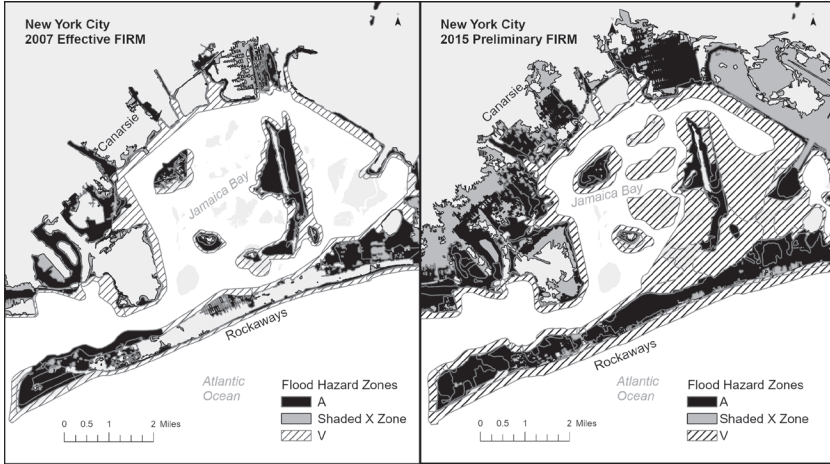 New York City
2007 Effective FIRM
Canarsie
Jamaica Bay
Rockaways
Atlantic
Ocean
Flood Hazard Zones
A
Shaded X Zone
V
0 0.5 1 2 Miles
New York City
2015 Preliminary FIRM
Canarsie
Jamaica Bay
Rockaways
Atlantic
Ocean
Flood Hazard Zones
A
Shaded X Zone
V
0 0.5 1 2 Miles